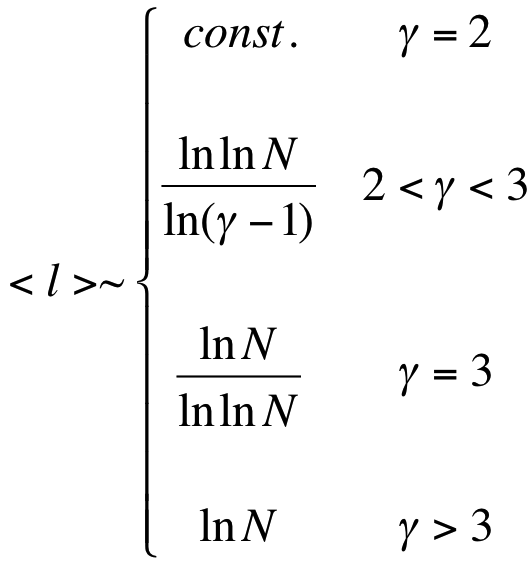 const. γ = 2
ln ln N
2 < γ < 3
ln(γ − 1)
< l > ~ {
ln N
γ = 3
ln ln N
ln N γ > 3